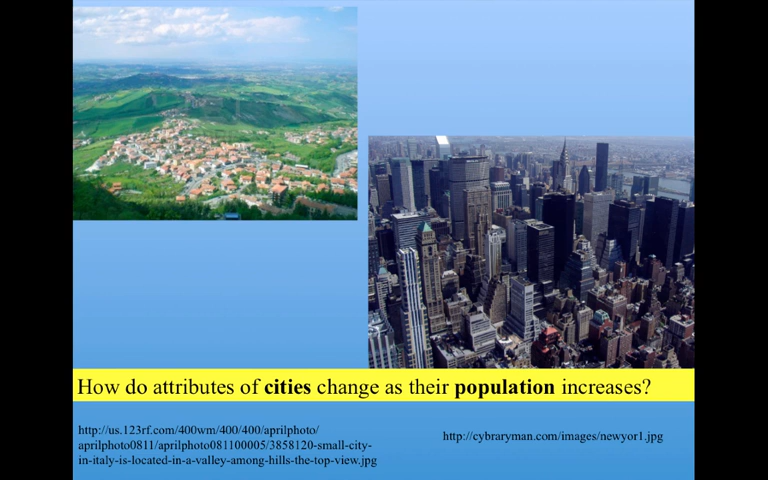 How do attributes of cities change as their population increases?
http://us.123rf.com/400wm/400/400/aprilphoto/
aprilphoto0811/aprilphoto081100005/3858120-small-city-
in-italy-is-located-in-a-valley-among-hills-the-top-view.jpg
http://cybraryman.com/images/newyor1.jpg